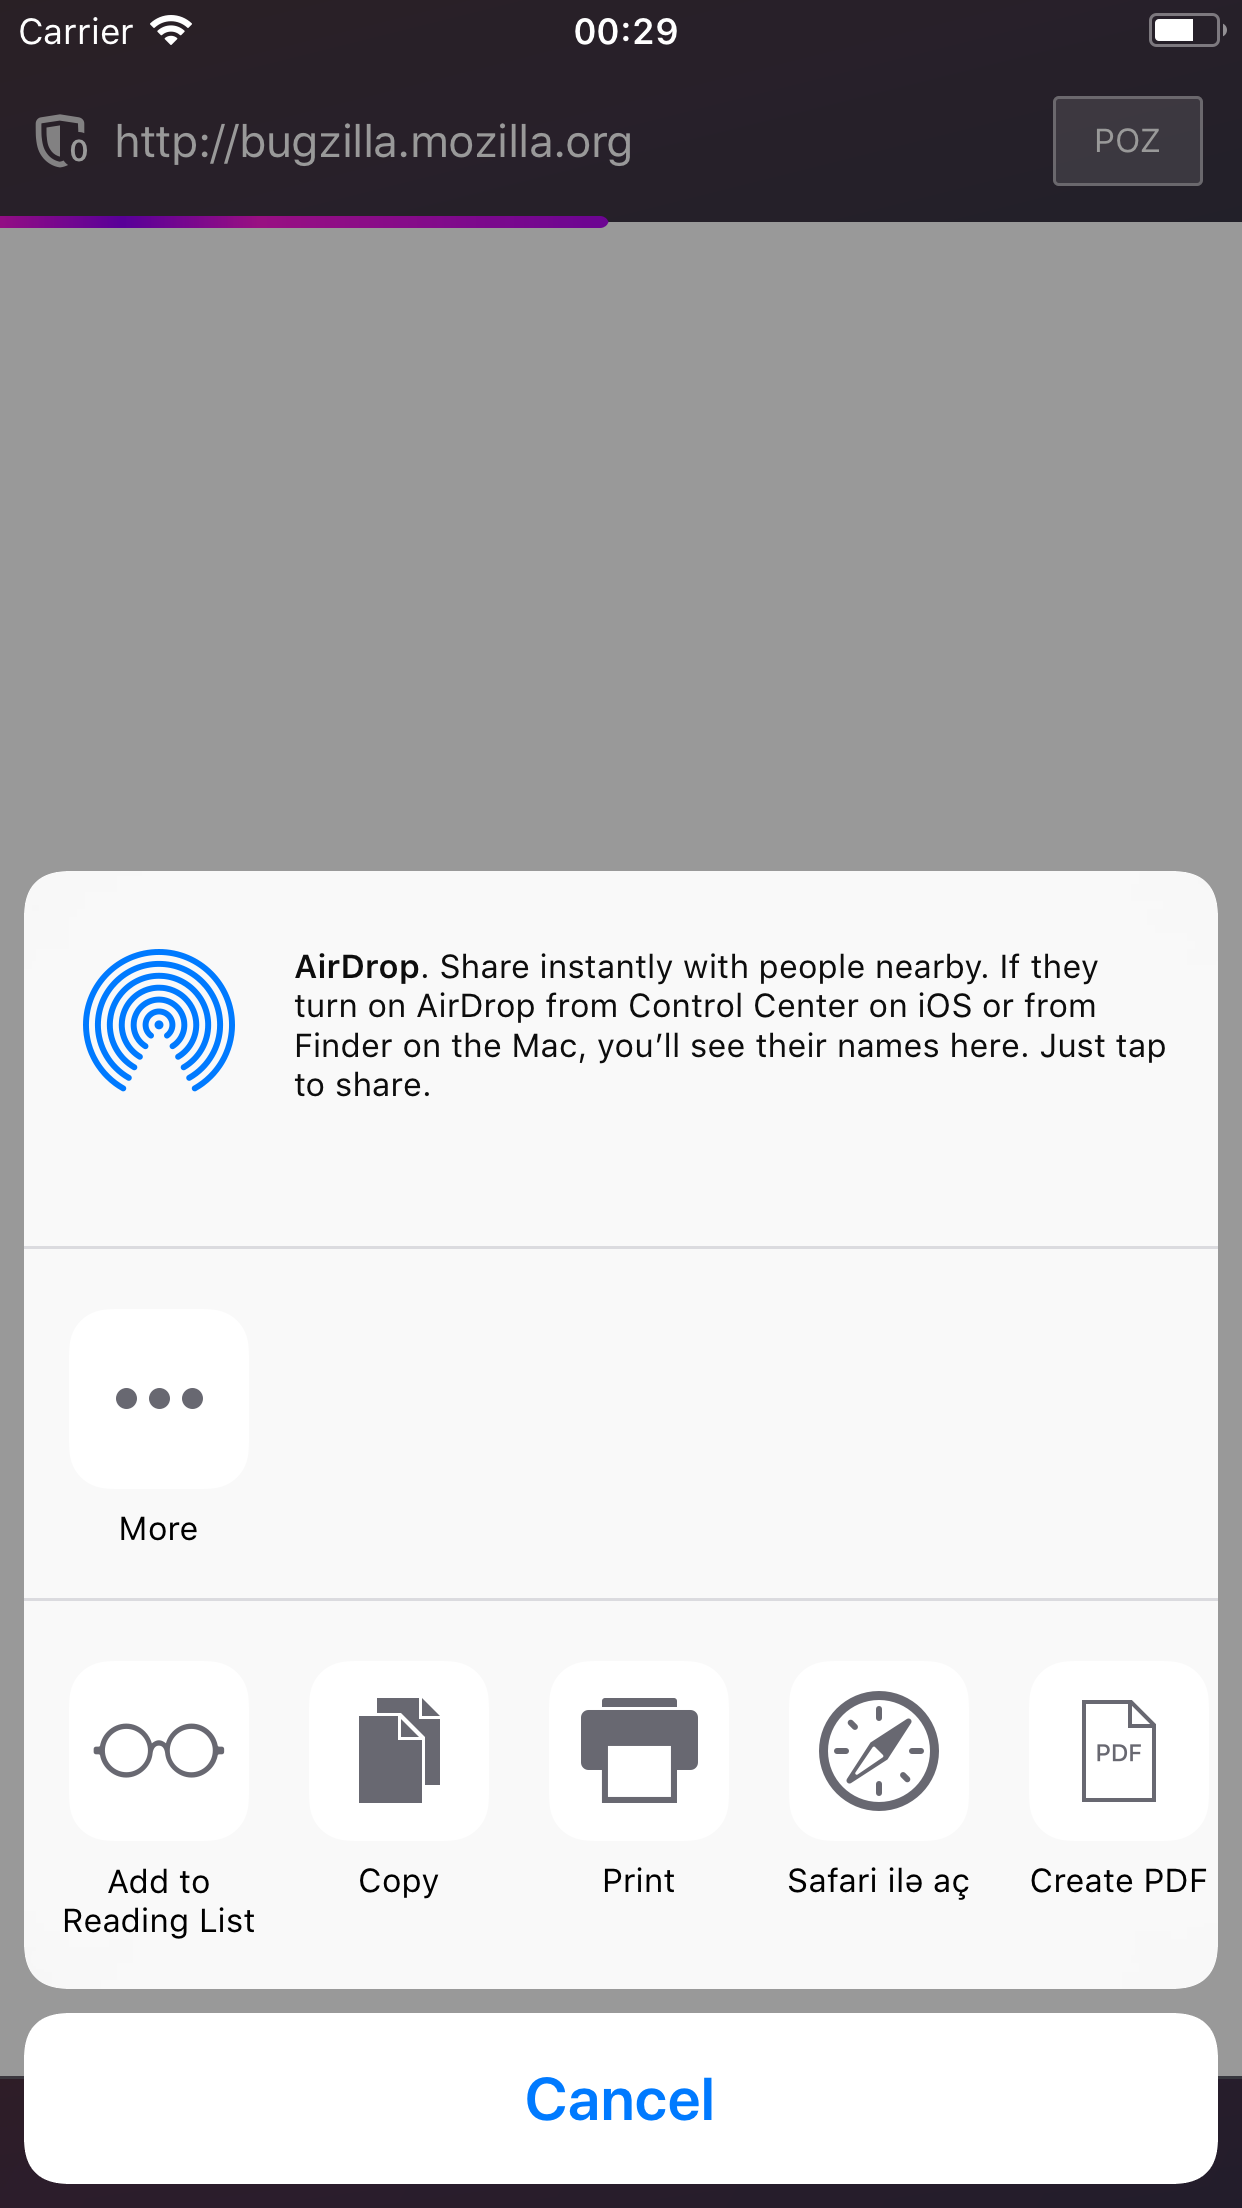 Carrier
00:29
0
http://bugzilla.mozilla.org
POZ
AirDrop. Share instantly with people nearby. If they
turn on AirDrop from Control Center on iOS or from
Finder on the Mac, you’ll see their names here. Just tap
to share.
More
Add to
Reading List
Copy
Print
Safari ilə aç
PDF
Create PDF
Cancel